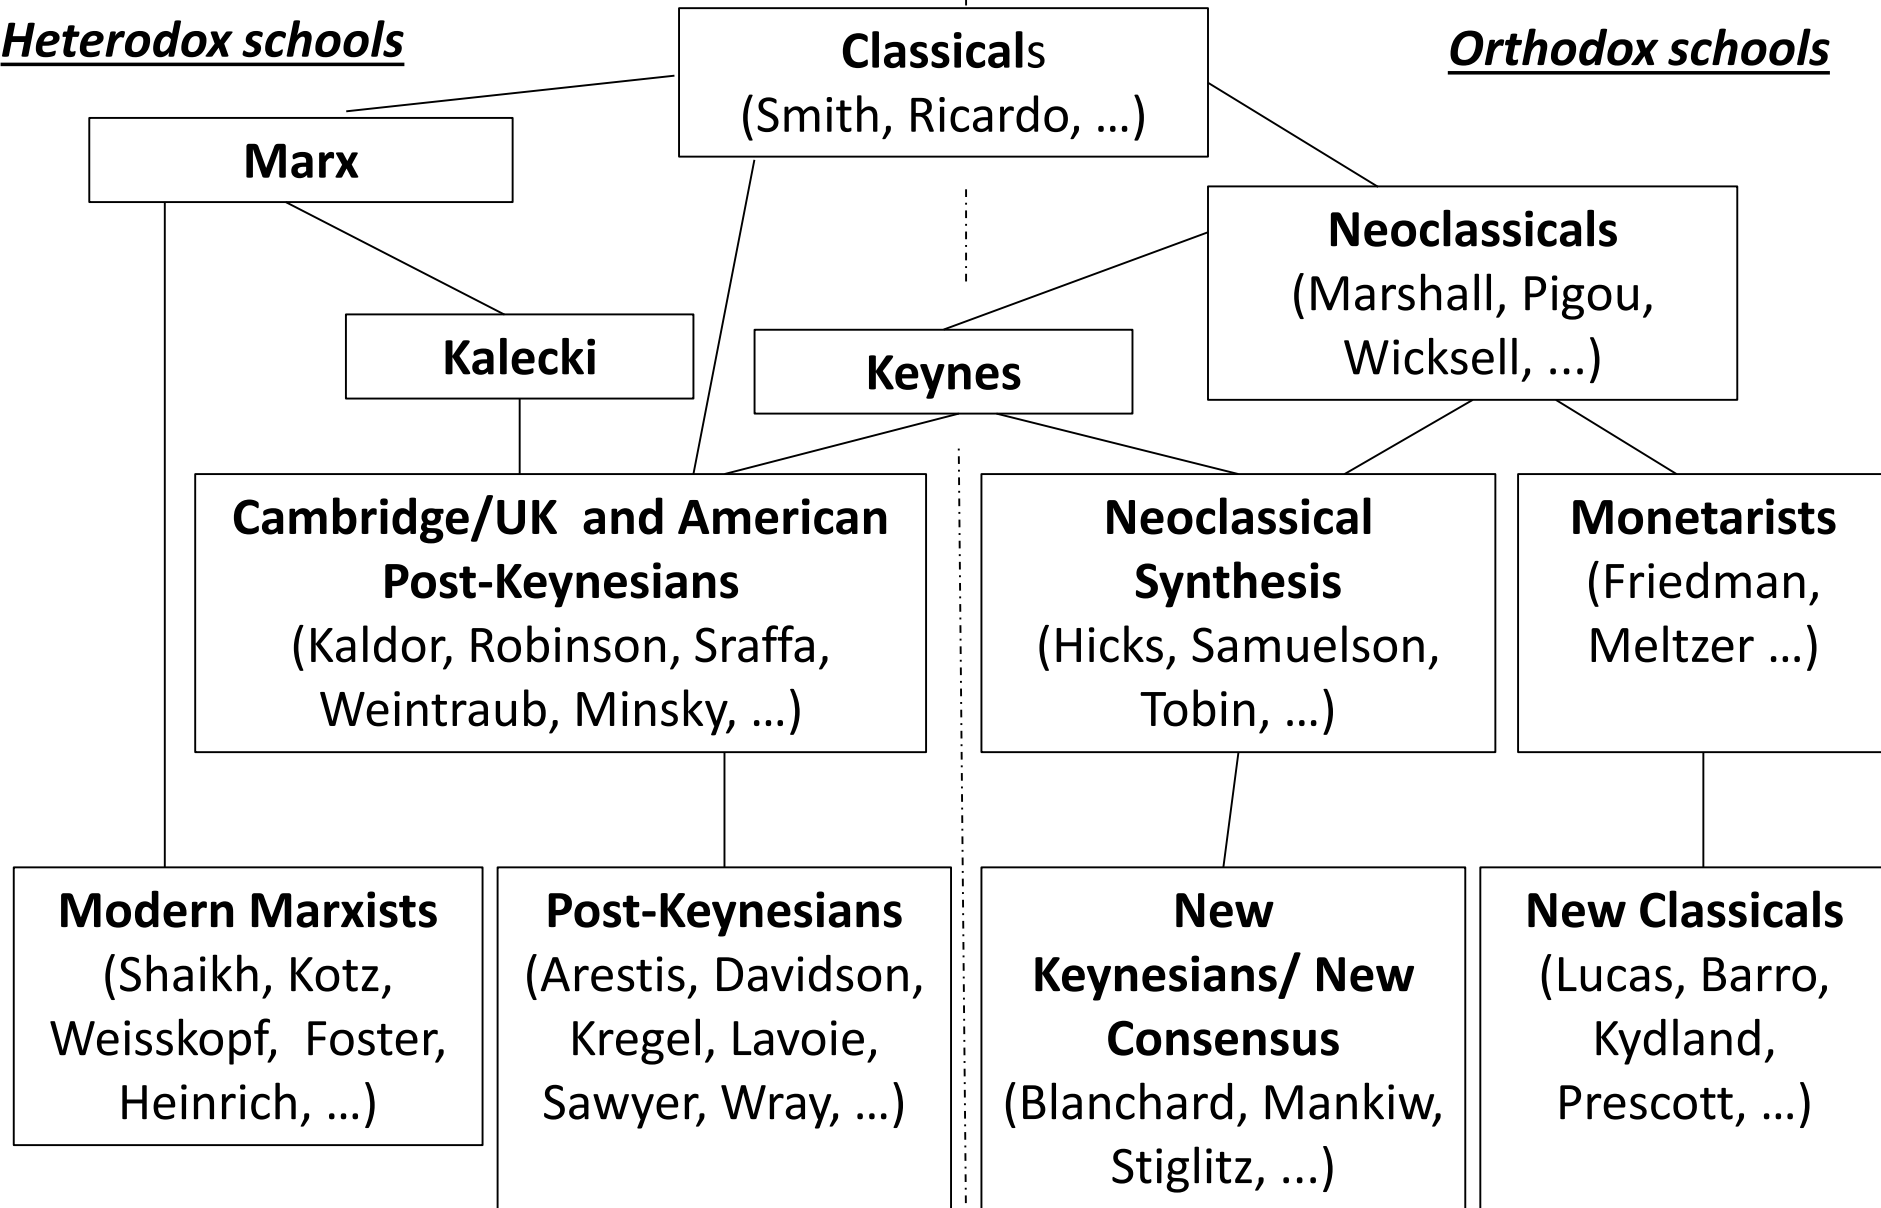 Heterodox schools
Classicals
(Smith, Ricardo, …)
Orthodox schools
Marx
Neoclassicals
(Marshall, Pigou,
Wicksell, ...)
Kalecki
Keynes
Cambridge/UK  and American
Post-Keynesians
(Kaldor, Robinson, Sraffa,
Weintraub, Minsky, …)
Neoclassical
Synthesis
(Hicks, Samuelson,
Tobin, …)
Monetarists
(Friedman,
Meltzer …)
Modern Marxists
(Shaikh, Kotz,
Weisskopf,  Foster,
Heinrich, …)
Post-Keynesians
(Arestis, Davidson,
Kregel, Lavoie,
Sawyer, Wray, …)
New
Keynesians/ New
Consensus
(Blanchard, Mankiw,
Stiglitz, ...)
New Classicals
(Lucas, Barro,
Kydland,
Prescott, …)